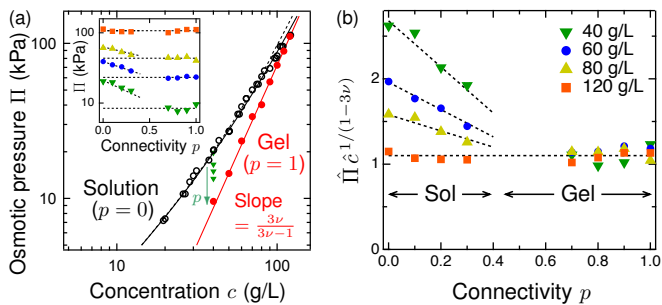 (a)
Osmotic pressure Π (kPa)
100
10
100
Π (kPa)
10
0.0
0.5
1.0
Connectivity p
Solution
(p = 0)
p
Gel
(p = 1)
Slope
= 3ν/(3ν−1)
10
100
Concentration c (g/L)
(b)
Π̂ ĉ^{1/(1−3ν)}
2
1
0
40 g/L
60 g/L
80 g/L
120 g/L
Sol
Gel
0.0 0.2 0.4 0.6 0.8 1.0
Connectivity p